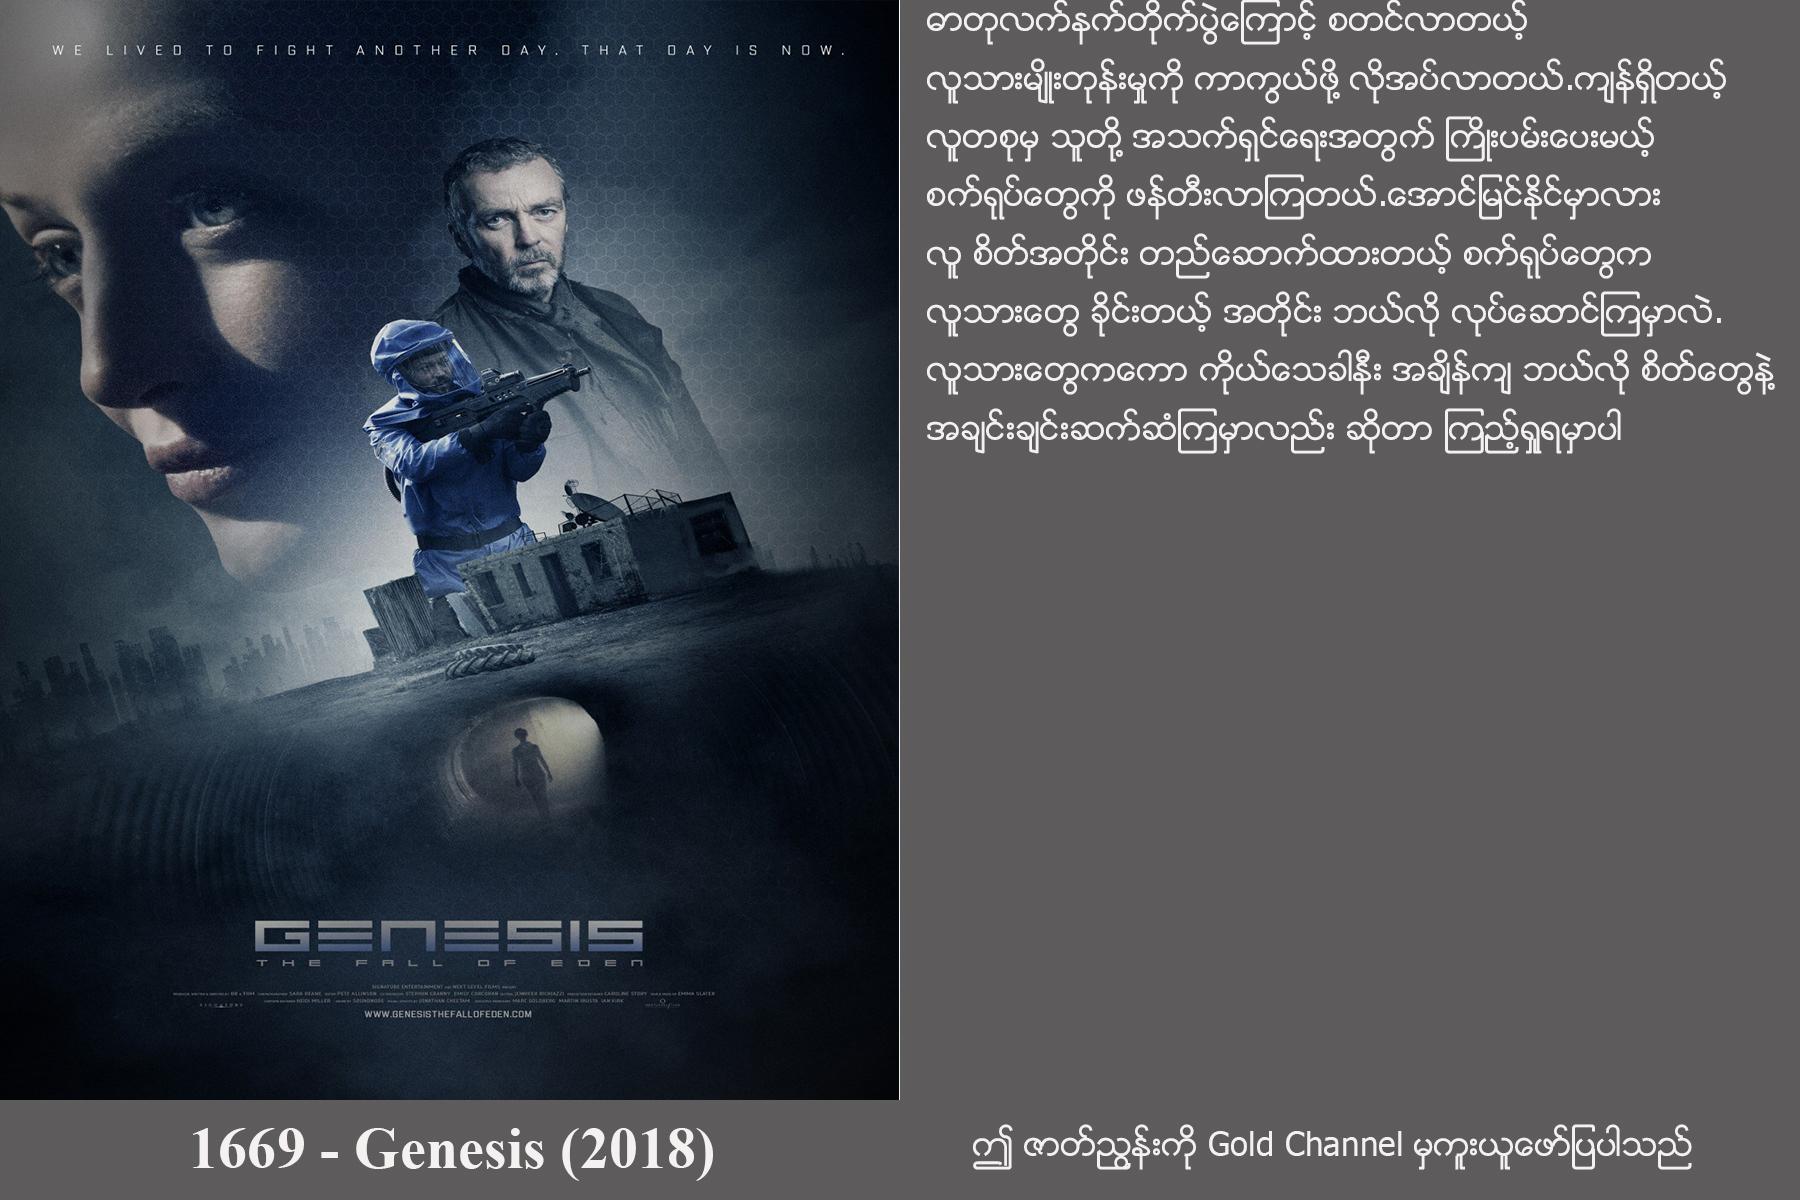 WE LIVED TO FIGHT ANOTHER DAY. THAT DAY IS NOW.
GENESIS
THE FALL OF EDEN
WWW.GENESISTHEFALLOFEDEN.COM
1669 - Genesis (2018)
ဓာတုလက်နက်တိုက်ပွဲကြောင့် စတင်လာတယ့်
လူသားမျိုးတုန်းမှုကို ကာကွယ်ဖို့ လိုအပ်လာတယ်.ကျန်ရှိတယ့်
လူတစုမှ သူတို့ အသက်ရှင်ရေးအတွက် ကြိုးပမ်းပေးမယ့်
စက်ရုပ်တွေကို ဖန်တီးလာကြတယ်.အောင်မြင်နိုင်မှာလား
လူ စိတ်အတိုင်း တည်ဆောက်ထားတယ့် စက်ရုပ်တွေက
လူသားတွေ ခိုင်းတယ့် အတိုင်း ဘယ်လို လုပ်ဆောင်ကြမှာလဲ.
လူသားတွေကကော ကိုယ်သေခါနီး အချိန်ကျ ဘယ်လို စိတ်တွေနဲ့
အချင်းချင်းဆက်ဆံကြမှာလည်း ဆိုတာ ကြည့်ရှုရမှာပါ
ဤ ဇာတ်ညွှန်းကို Gold Channel မှကူးယူဖော်ပြပါသည်